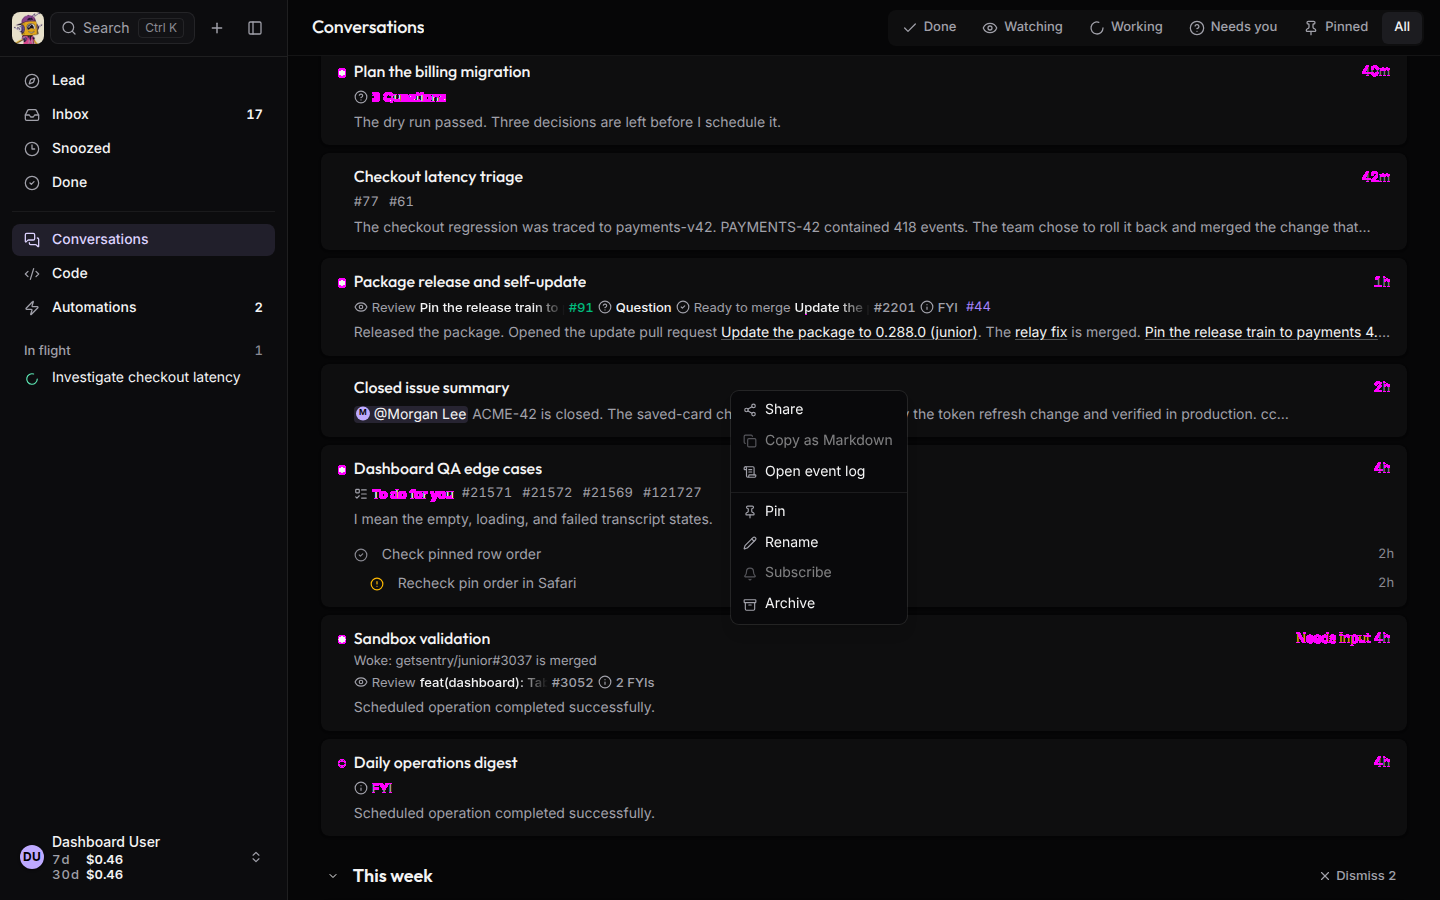 Search Ctrl K
Lead
Inbox 17
Snoozed
Done
Conversations
Code
Automations 2
In flight 1
Investigate checkout latency
Dashboard User
DU
7d $0.46
30d $0.46
Conversations
Done Watching Working Needs you Pinned All
Plan the billing migration 40m
3 Questions
The dry run passed. Three decisions are left before I schedule it.
Checkout latency triage 42m
#77 #61
The checkout regression was traced to payments-v42. PAYMENTS-42 contained 418 events. The team chose to roll it back and merged the change that...
Package release and self-update 1h
Review Pin the release train to #91 Question Ready to merge Update the #2201 FYI #44
Released the package. Opened the update pull request Update the package to 0.288.0 (junior). The relay fix is merged. Pin the release train to payments 4....
Closed issue summary 2h
M @Morgan Lee ACME-42 is closed. The saved-card ch
the token refresh change and verified in production. cc...
Share
Copy as Markdown
Open event log
Pin
Rename
Subscribe
Archive
Dashboard QA edge cases 4h
To do for you #21571 #21572 #21569 #121727
I mean the empty, loading, and failed transcript states.
Check pinned row order 2h
Recheck pin order in Safari 2h
Sandbox validation Needs input 4h
Woke: getsentry/junior#3037 is merged
Review feat(dashboard): Ta #3052 2 FYIs
Scheduled operation completed successfully.
Daily operations digest 4h
FYI
Scheduled operation completed successfully.
This week Dismiss 2